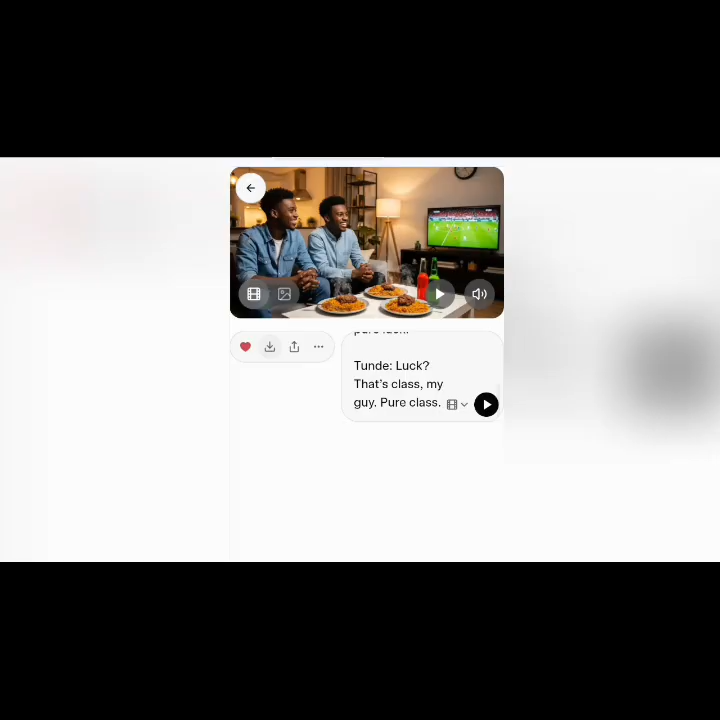 Tunde: Luck?
That’s class, my
guy. Pure class.